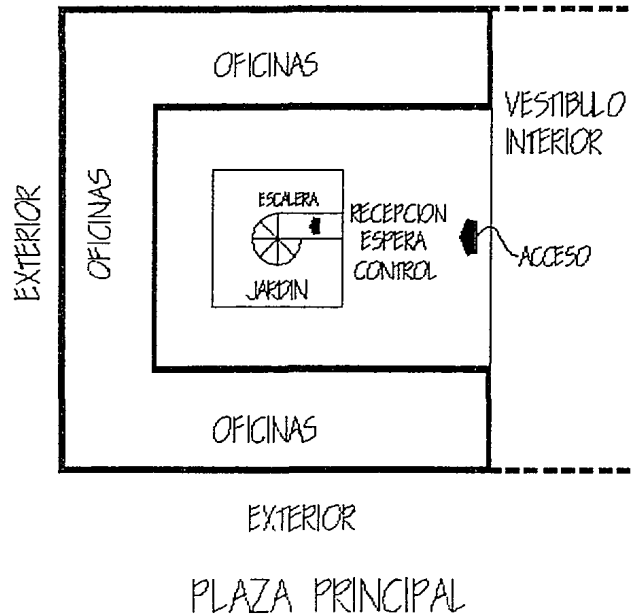 OFICINAS
VESTIBULO
INTERIOR
EXTERIOR
OFICINAS
ESCALERA
RECEPCION
ESPERA
CONTROL
ACCESO
JARDIN
OFICINAS
EXTERIOR
PLAZA PRINCIPAL